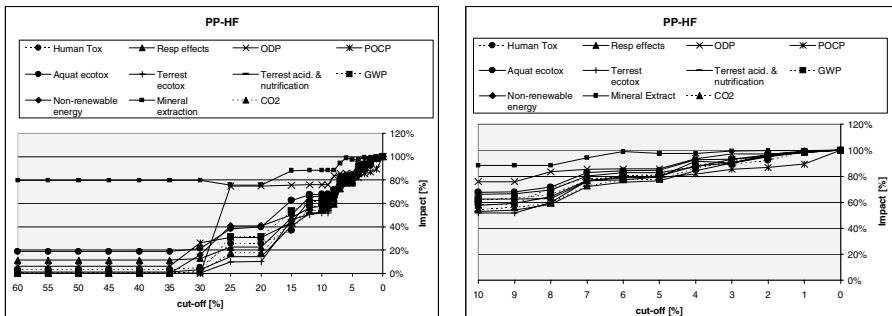 PP-HF
Human Tox Resp effects ODP POCP
Aquat ecotox Terrest ecotox Terrest acid. & nutrification GWP
Non-renewable energy Mineral extraction CO2
120%
100%
80%
60%
40%
20%
0%
Impact [%]
60 55 50 45 40 35 30 25 20 15 10 5 0
cut-off [%]
PP-HF
Human Tox Resp effects ODP POCP
Aquat ecotox Terrest ecotox Terrest acid. & nutrification GWP
Non-renewable energy Mineral Extract CO2
120%
100%
80%
60%
40%
20%
0%
Impact [%]
10 9 8 7 6 5 4 3 2 1 0
cut-off [%]